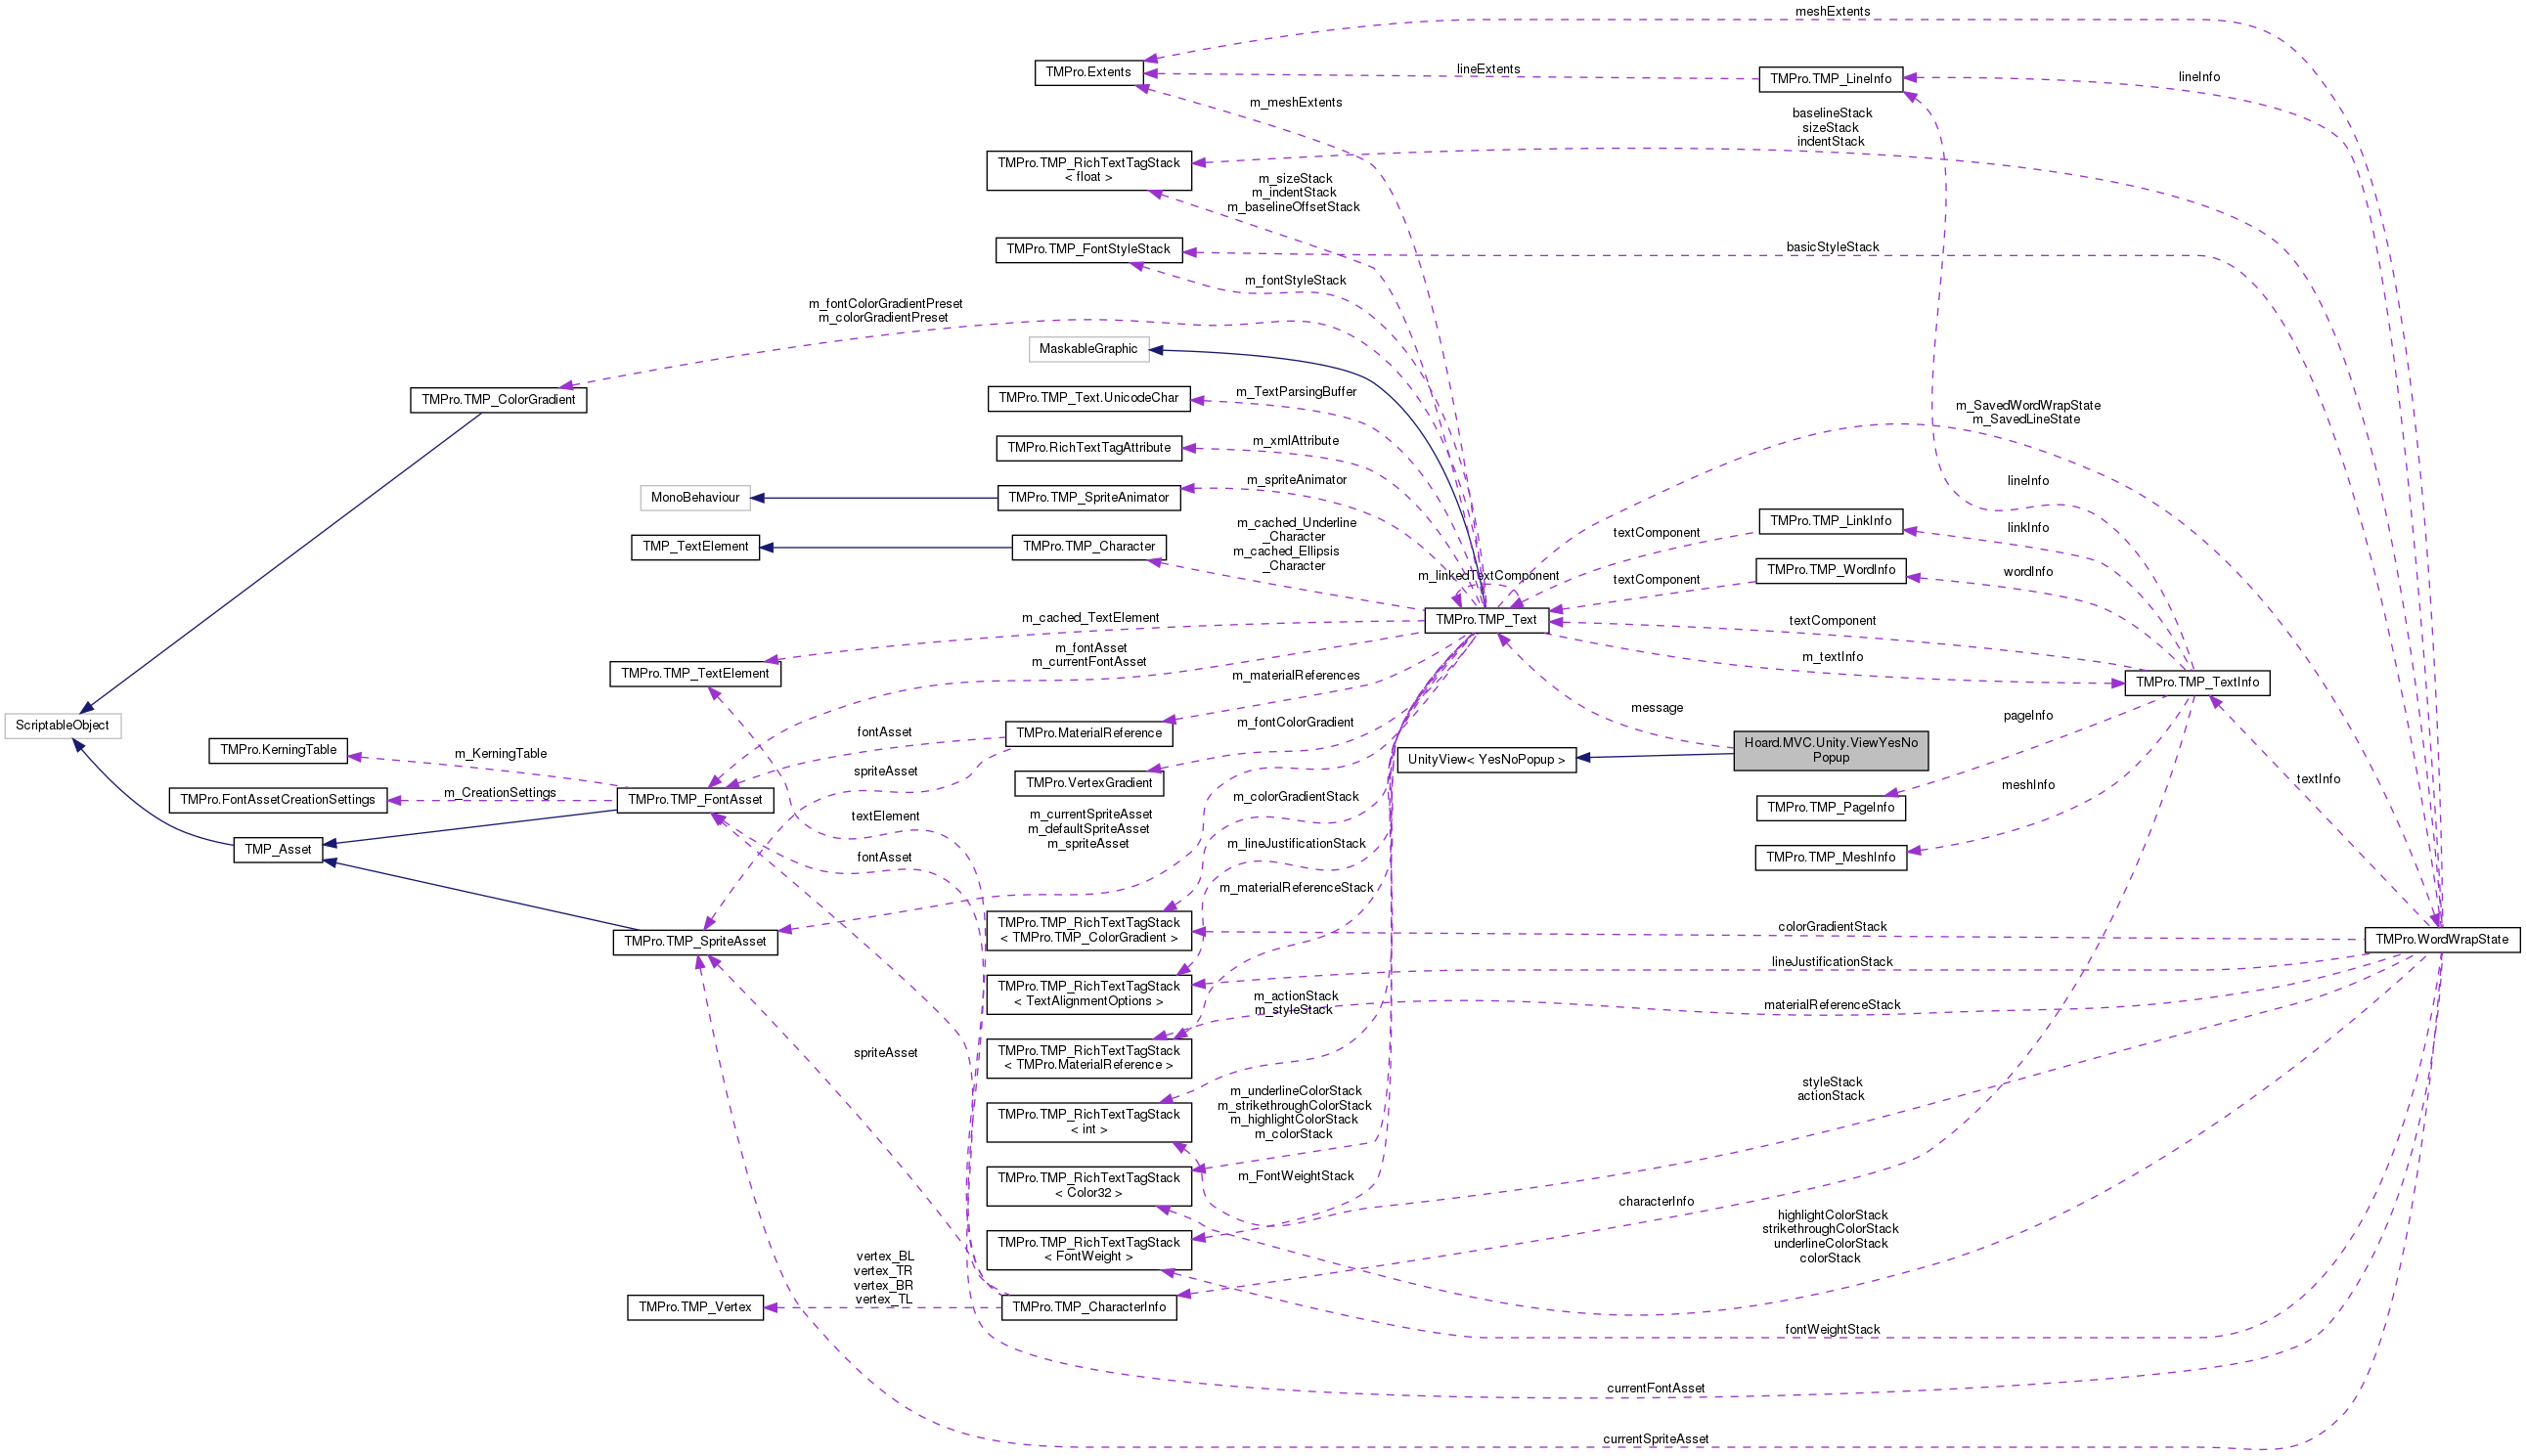 meshExtents
TMPro.Extents
lineExtents
TMPro.TMP_LineInfo
lineInfo
m_meshExtents
baselineStack
sizeStack
indentStack
TMPro.TMP_RichTextTagStack
< float >
m_sizeStack
m_indentStack
m_baselineOffsetStack
TMPro.TMP_FontStyleStack
basicStyleStack
m_fontStyleStack
m_fontColorGradientPreset
m_colorGradientPreset
MaskableGraphic
TMPro.TMP_ColorGradient
TMPro.TMP_Text.UnicodeChar
m_TextParsingBuffer
m_SavedWordWrapState
m_SavedLineState
TMPro.RichTextTagAttribute
m_xmlAttribute
MonoBehaviour
TMPro.TMP_SpriteAnimator
m_spriteAnimator
lineInfo
TMP_TextElement
TMPro.TMP_Character
m_cached_Underline
_Character
m_cached_Ellipsis
_Character
textComponent
TMPro.TMP_LinkInfo
linkInfo
m_linkedTextComponent
textComponent
TMPro.TMP_WordInfo
wordInfo
m_cached_TextElement
TMPro.TMP_Text
textComponent
TMPro.TMP_TextElement
m_fontAsset
m_currentFontAsset
m_textInfo
m_materialReferences
TMPro.TMP_TextInfo
ScriptableObject
message
pageInfo
m_fontColorGradient
TMPro.KerningTable
m_KerningTable
fontAsset
TMPro.MaterialReference
UnityView< YesNoPopup >
Hoard.MVC.Unity.ViewYesNo
Popup
spriteAsset
TMPro.VertexGradient
meshInfo
textInfo
TMPro.FontAssetCreationSettings
m_CreationSettings
TMPro.TMP_FontAsset
m_colorGradientStack
TMPro.TMP_PageInfo
textElement
m_currentSpriteAsset
m_defaultSpriteAsset
m_spriteAsset
TMP_Asset
fontAsset
m_lineJustificationStack
TMPro.TMP_MeshInfo
m_materialReferenceStack
TMPro.TMP_SpriteAsset
TMPro.TMP_RichTextTagStack
< TMPro.TMP_ColorGradient >
colorGradientStack
TMPro.WordWrapState
lineJustificationStack
TMPro.TMP_RichTextTagStack
< TextAlignmentOptions >
m_actionStack
m_styleStack
materialReferenceStack
spriteAsset
TMPro.TMP_RichTextTagStack
< TMPro.MaterialReference >
styleStack
actionStack
m_underlineColorStack
m_strikethroughColorStack
m_highlightColorStack
m_colorStack
TMPro.TMP_RichTextTagStack
< int >
TMPro.TMP_RichTextTagStack
< Color32 >
m_FontWeightStack
characterInfo
highlightColorStack
strikethroughColorStack
underlineColorStack
colorStack
TMPro.TMP_RichTextTagStack
< FontWeight >
vertex_BL
vertex_TR
vertex_BR
vertex_TL
TMPro.TMP_Vertex
TMPro.TMP_CharacterInfo
fontWeightStack
currentFontAsset
currentSpriteAsset